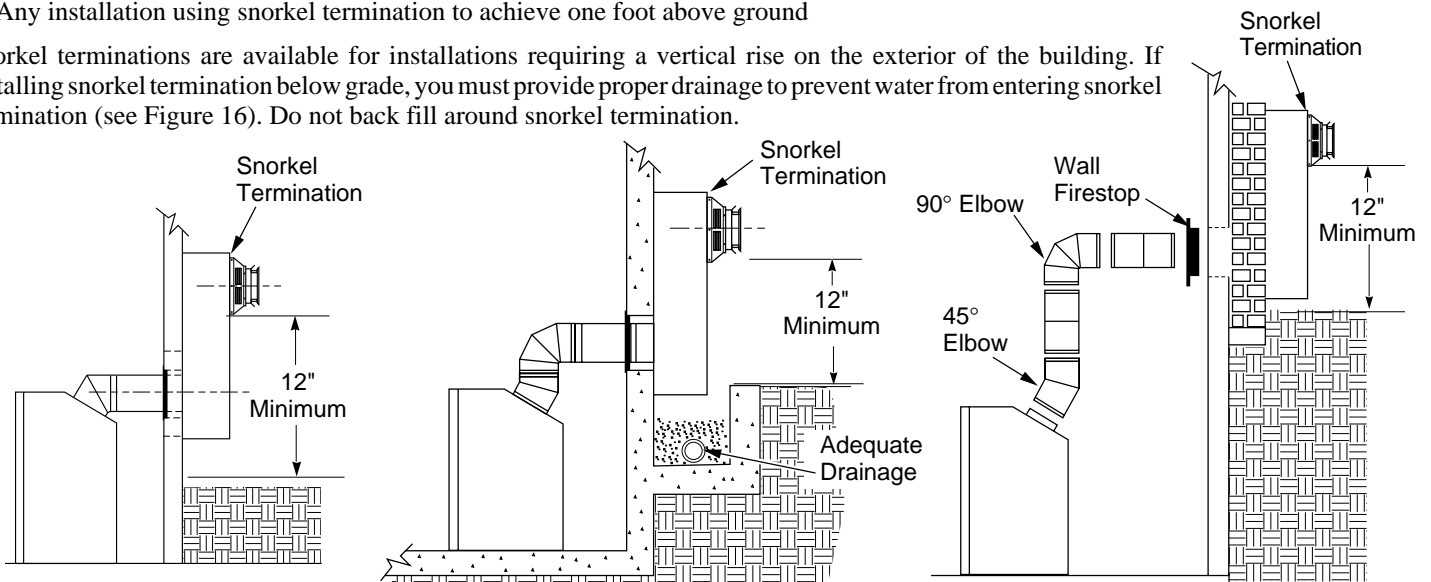 Any installation using snorkel termination to achieve one foot above ground
orkel terminations are available for installations requiring a vertical rise on the exterior of the building. If
talling snorkel termination below grade, you must provide proper drainage to prevent water from entering snorkel
mination (see Figure 16). Do not back fill around snorkel termination.
Snorkel
Termination
12"
Minimum
Snorkel
Termination
12"
Minimum
Adequate
Drainage
Snorkel
Termination
Wall
Firestop
90° Elbow
45°
Elbow
12"
Minimum